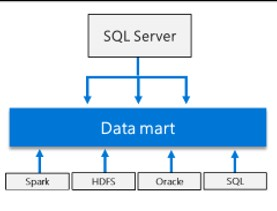 SQL Server
Data mart
Spark
HDFS
Oracle
SQL